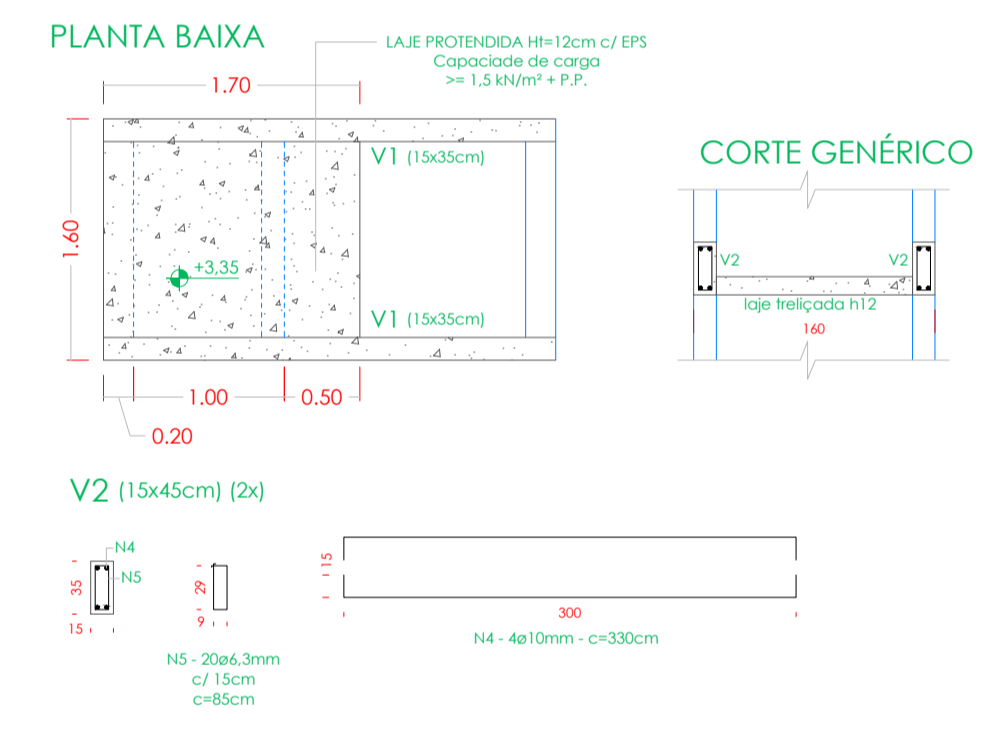 PLANTA BAIXA
LAJE PROTENDIDA Ht=12cm c/ EPS
Capaciade de carga
>= 1,5 kN/m² + P.P.
1.70
V1 (15x35cm)
1.60
+3,35
V1 (15x35cm)
1.00
0.50
0.20
CORTE GENÉRICO
V2
V2
laje treliçada h12
160
V2 (15x45cm) (2x)
N4
N5
35
15
29
9
N5 - 20ø6,3mm
c/ 15cm
c=85cm
15
300
N4 - 4ø10mm - c=330cm